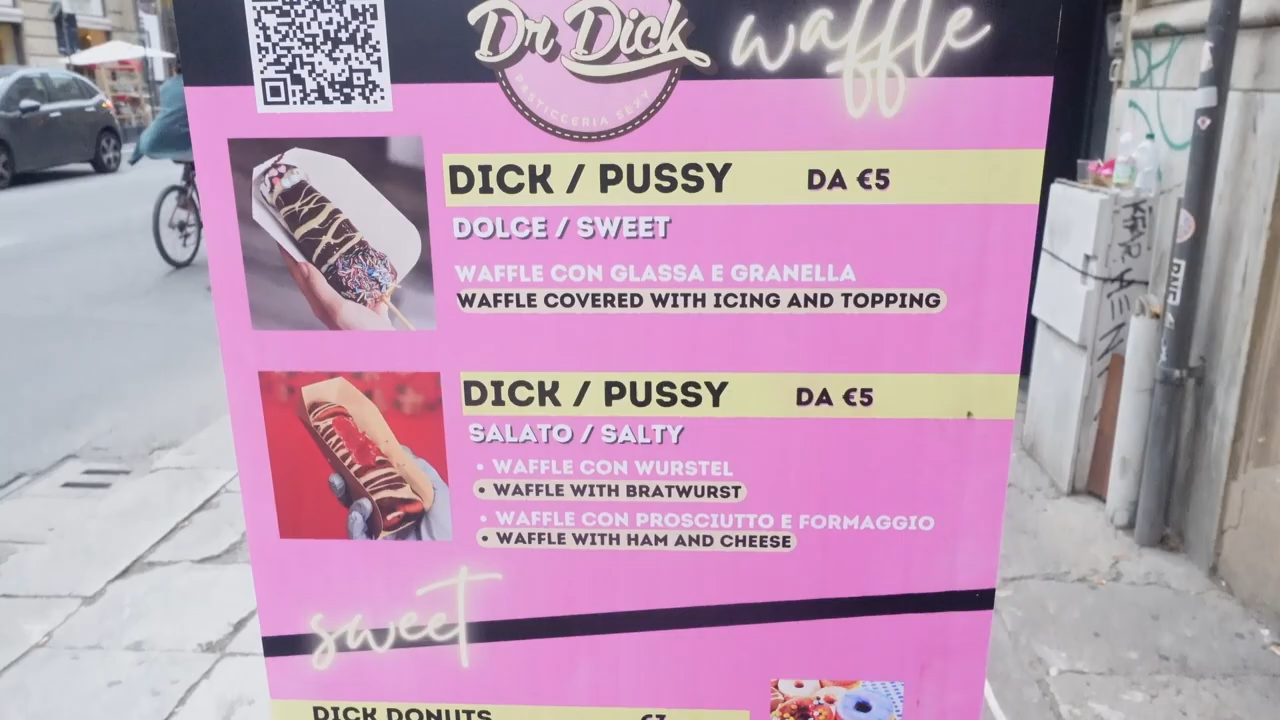 Dr Dick
waffle
PASTICCERIA SEXY
DICK / PUSSY DA €5
DOLCE / SWEET
WAFFLE CON GLASSA E GRANELLA
WAFFLE COVERED WITH ICING AND TOPPING
DICK / PUSSY DA €5
SALATO / SALTY
• WAFFLE CON WURSTEL
• WAFFLE WITH BRATWURST
• WAFFLE CON PROSCIUTTO E FORMAGGIO
• WAFFLE WITH HAM AND CHEESE
sweet
DICK DONUTS €3